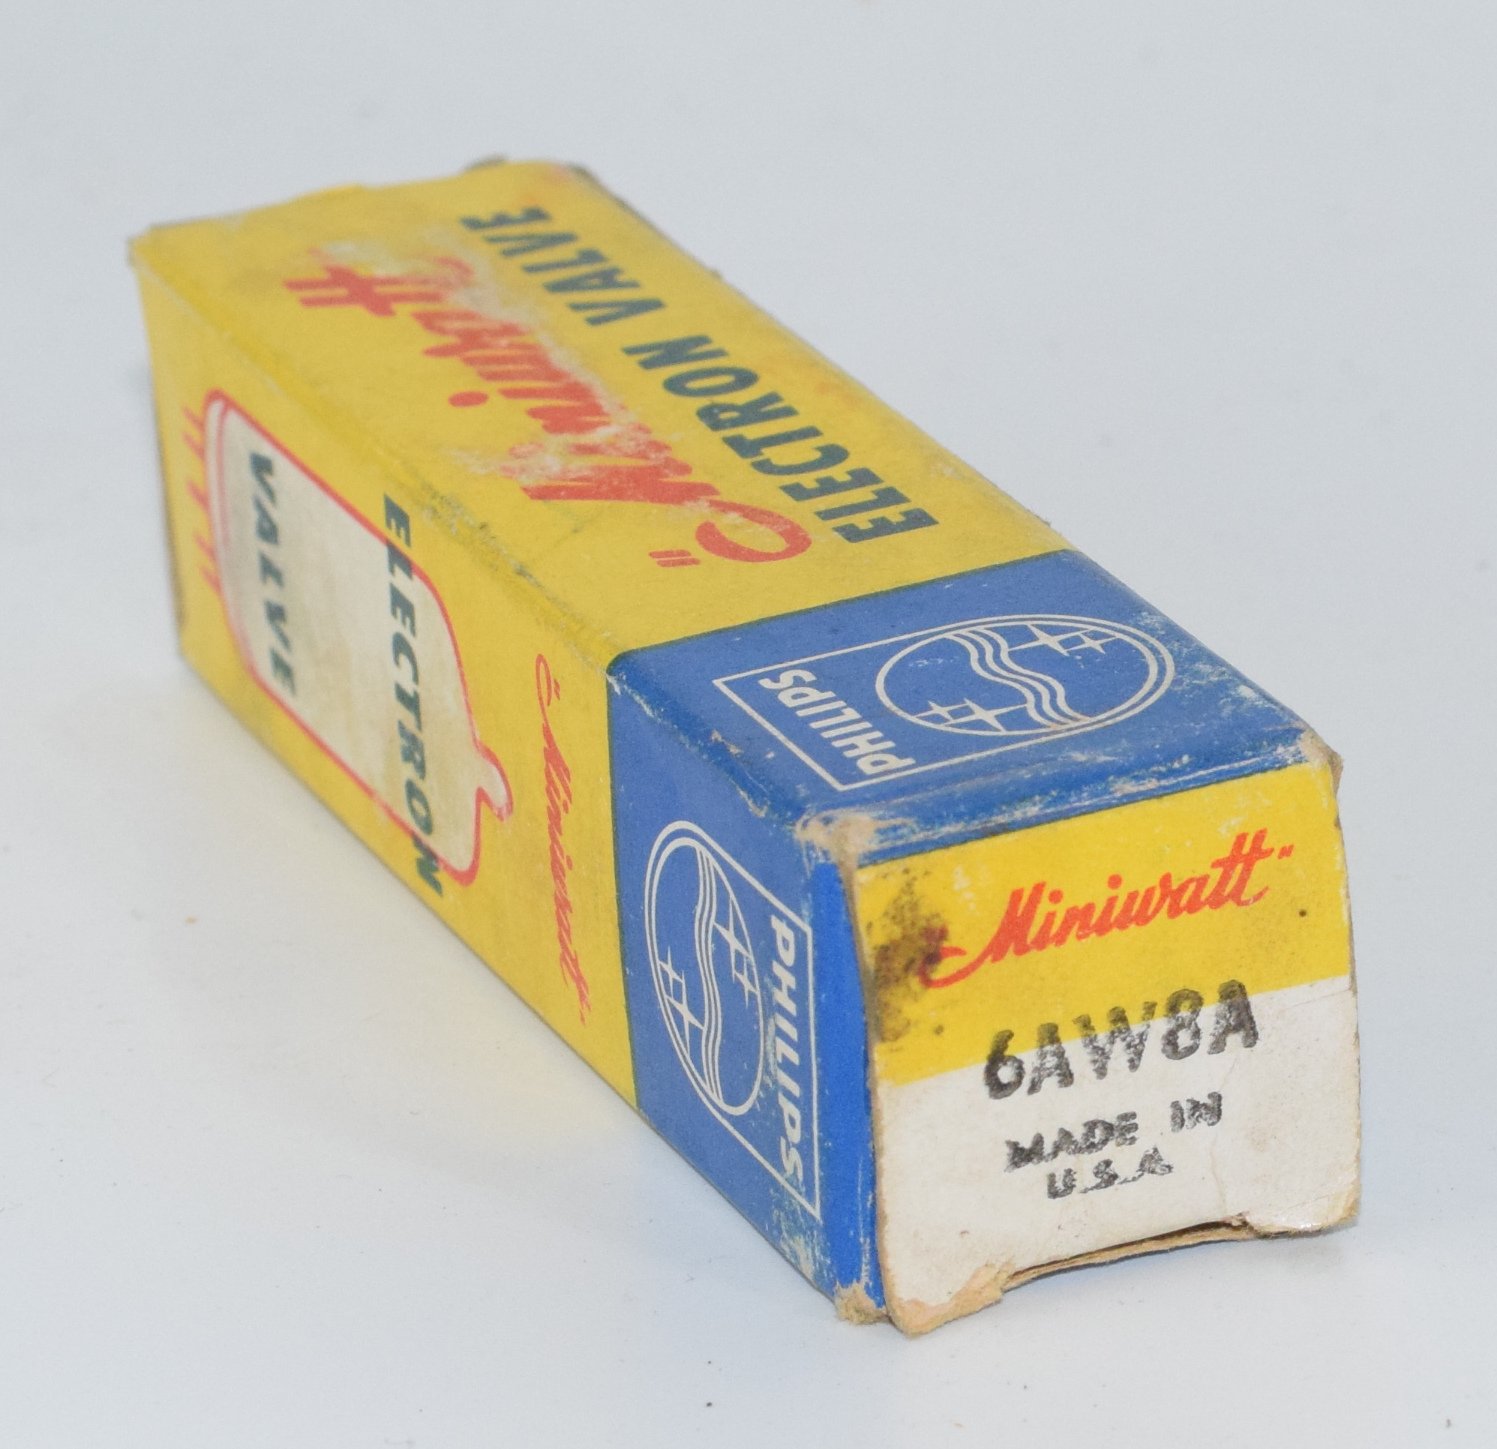 "Miniwatt"
ELECTRON VALVE
PHILIPS
ELECTRON
VALVE
"Miniwatt"
PHILIPS
Miniwatt"
6AW8A
MADE IN
U.S.A.